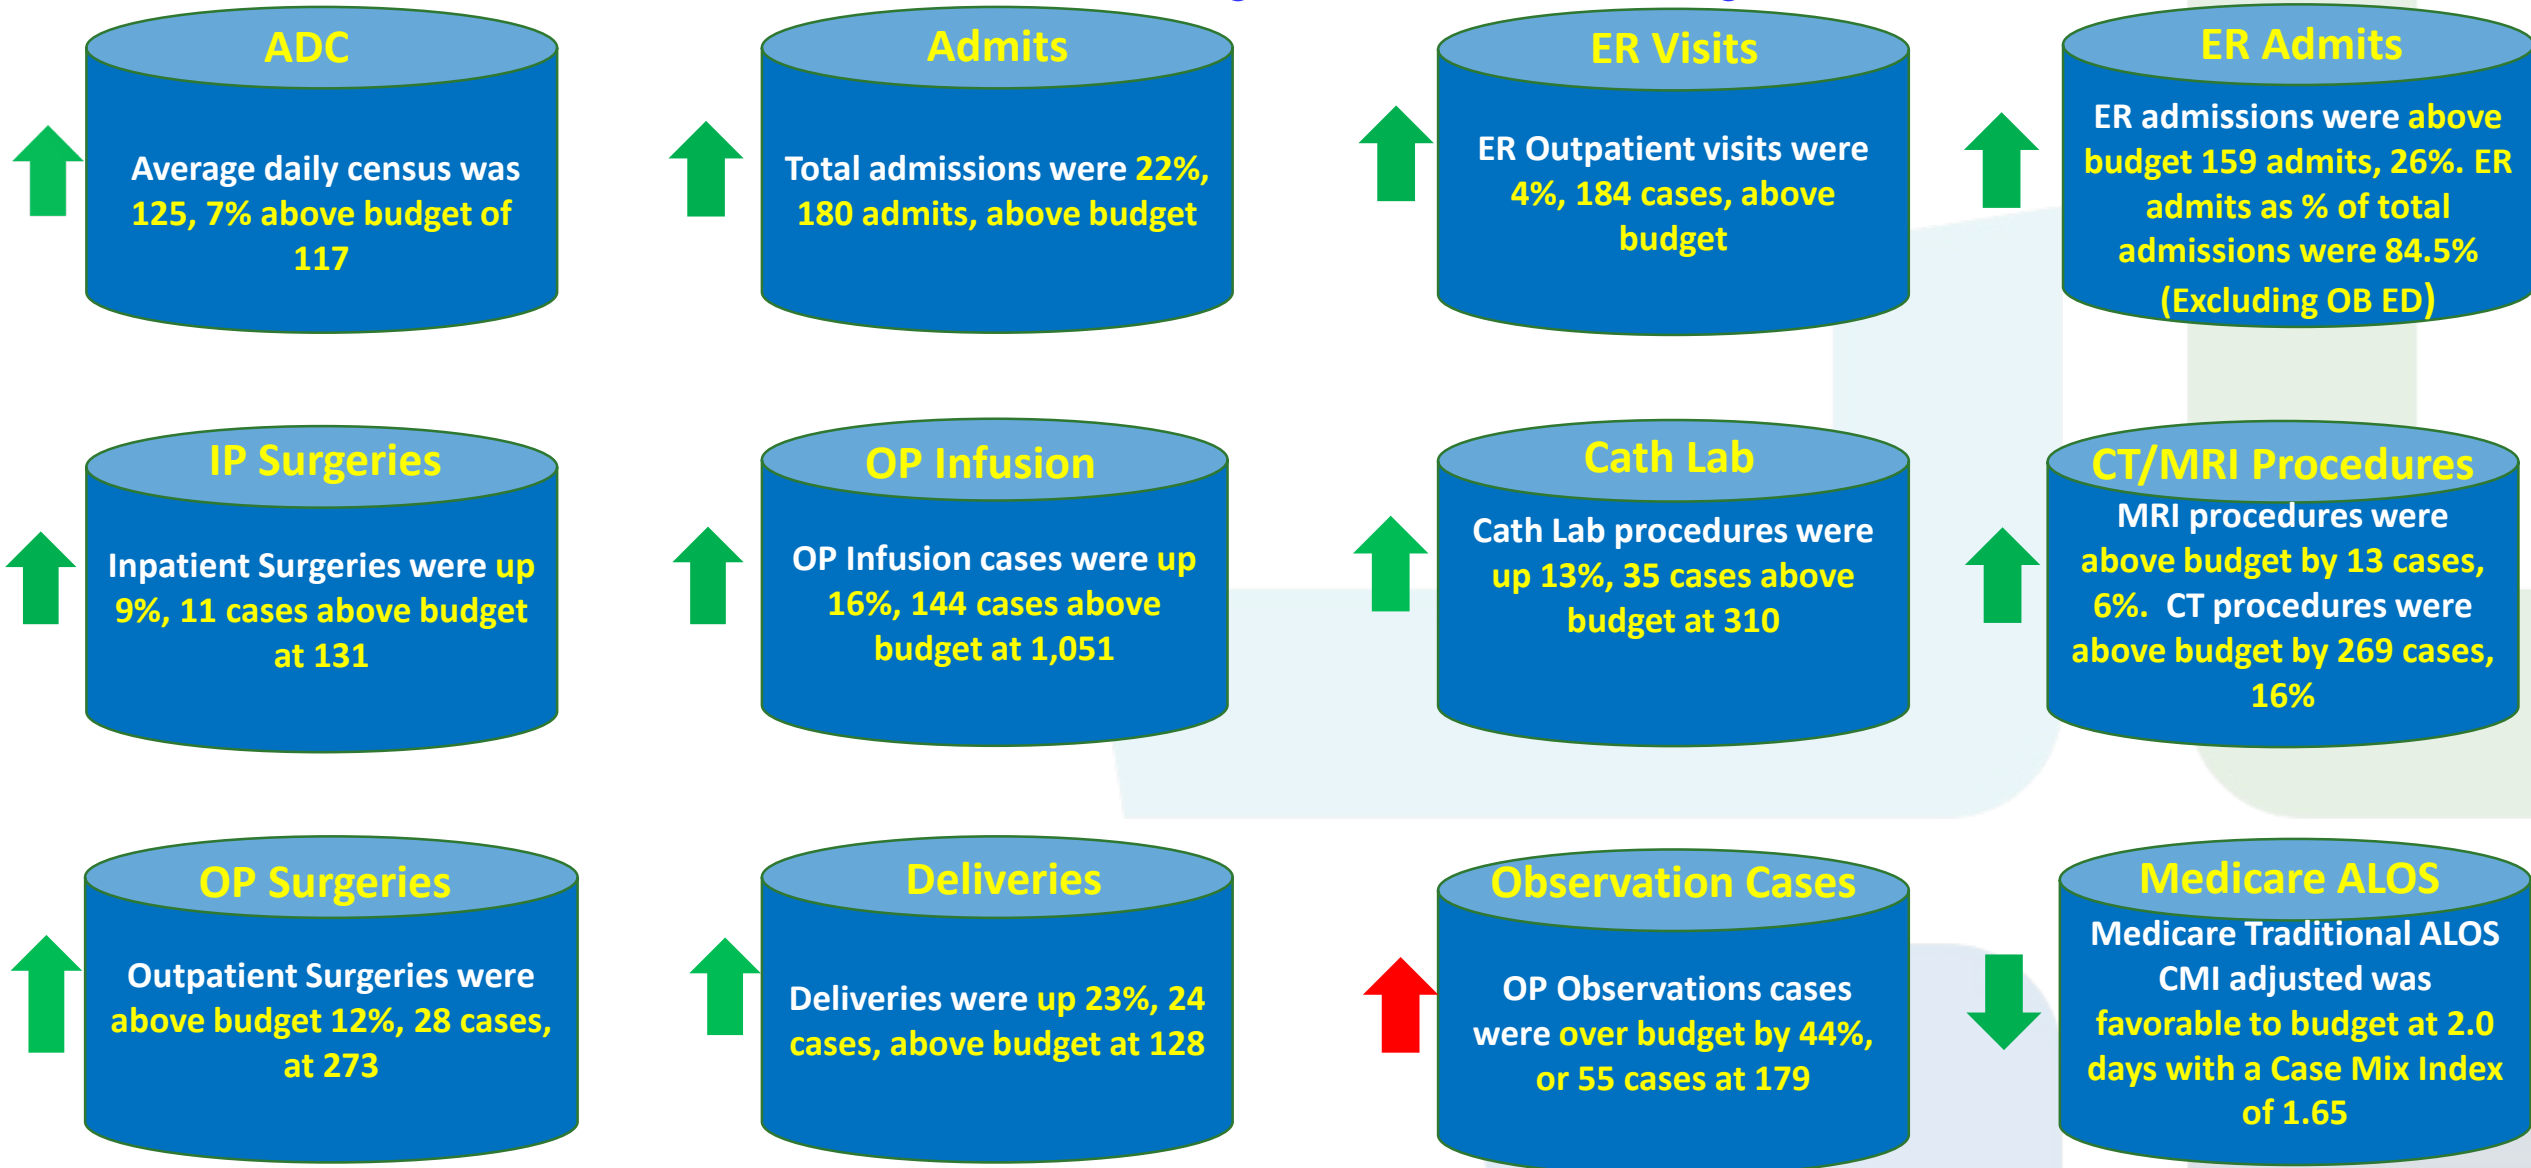 ADC
Average daily census was
125, 7% above budget of
117
Admits
Total admissions were 22%,
180 admits, above budget
ER Visits
ER Outpatient visits were
4%, 184 cases, above
budget
ER Admits
ER admissions were above
budget 159 admits, 26%. ER
admits as % of total
admissions were 84.5%
(Excluding OB ED)
IP Surgeries
Inpatient Surgeries were up
9%, 11 cases above budget
at 131
OP Infusion
OP Infusion cases were up
16%, 144 cases above
budget at 1,051
Cath Lab
Cath Lab procedures were
up 13%, 35 cases above
budget at 310
CT/MRI Procedures
MRI procedures were
above budget by 13 cases,
6%. CT procedures were
above budget by 269 cases,
16%
OP Surgeries
Outpatient Surgeries were
above budget 12%, 28 cases,
at 273
Deliveries
Deliveries were up 23%, 24
cases, above budget at 128
Observation Cases
OP Observations cases
were over budget by 44%,
or 55 cases at 179
Medicare ALOS
Medicare Traditional ALOS
CMI adjusted was
favorable to budget at 2.0
days with a Case Mix Index
of 1.65